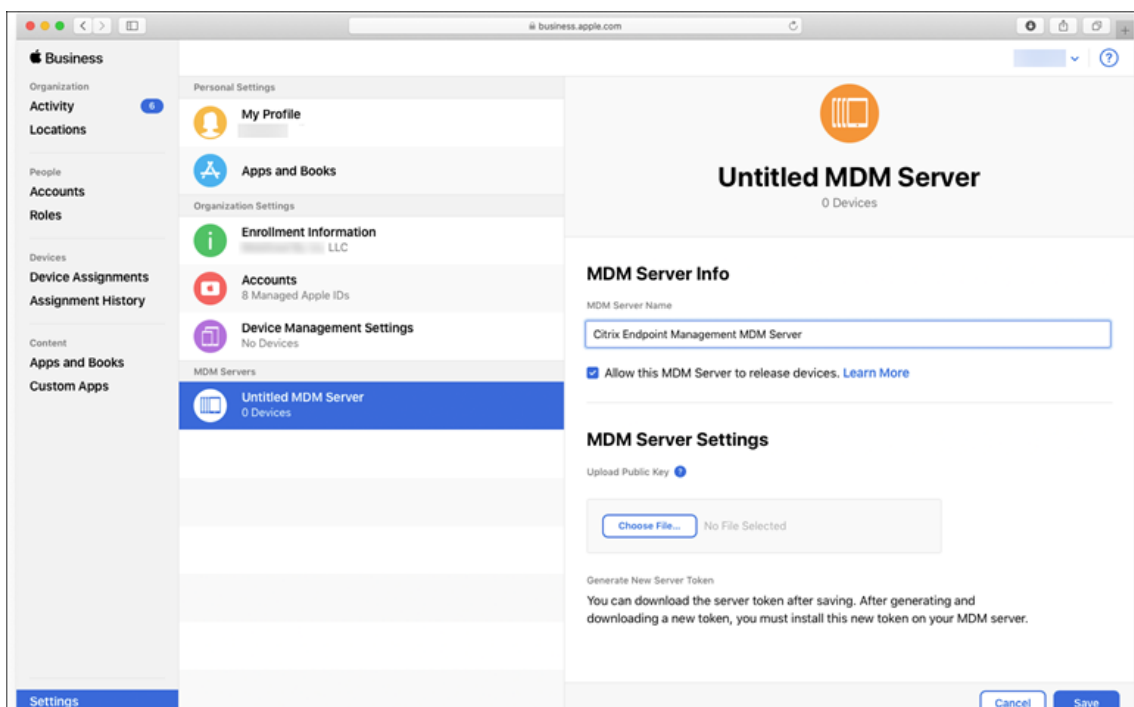 business.apple.com
Business
Organization
Activity
6
Locations
People
Accounts
Roles
Devices
Device Assignments
Assignment History
Content
Apps and Books
Custom Apps
Settings
Personal Settings
My Profile
Apps and Books
Organization Settings
Enrollment Information
LLC
Accounts
8 Managed Apple IDs
Device Management Settings
No Devices
MDM Servers
Untitled MDM Server
0 Devices
?
Untitled MDM Server
0 Devices
MDM Server Info
MDM Server Name
Citrix Endpoint Management MDM Server
Allow this MDM Server to release devices. Learn More
MDM Server Settings
Upload Public Key ?
Choose File... No File Selected
Generate New Server Token
You can download the server token after saving. After generating and
downloading a new token, you must install this new token on your MDM server.
Cancel Save